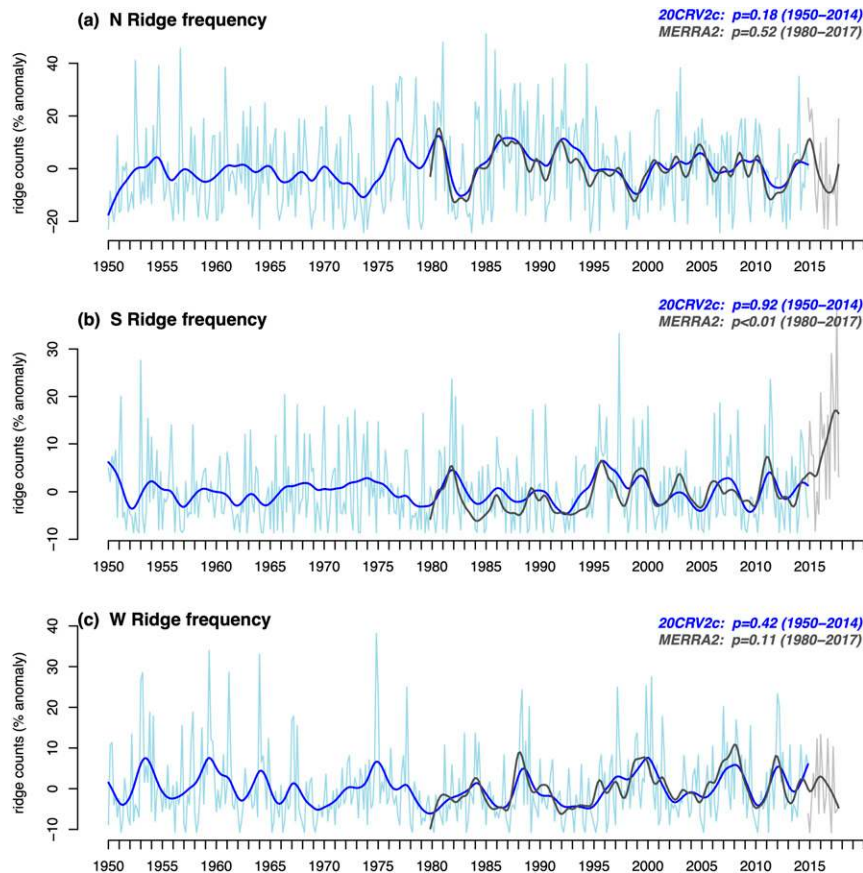 (a) N Ridge frequency
20CRV2c: p=0.18 (1950−2014)
MERRA2: p=0.52 (1980−2017)
ridge counts (% anomaly)
40
20
0
−20
1950 1955 1960 1965 1970 1975 1980 1985 1990 1995 2000 2005 2010 2015
(b) S Ridge frequency
20CRV2c: p=0.92 (1950−2014)
MERRA2: p<0.01 (1980−2017)
ridge counts (% anomaly)
30
20
10
0
−10
1950 1955 1960 1965 1970 1975 1980 1985 1990 1995 2000 2005 2010 2015
(c) W Ridge frequency
20CRV2c: p=0.42 (1950−2014)
MERRA2: p=0.11 (1980−2017)
ridge counts (% anomaly)
40
30
20
10
0
−10
1950 1955 1960 1965 1970 1975 1980 1985 1990 1995 2000 2005 2010 2015